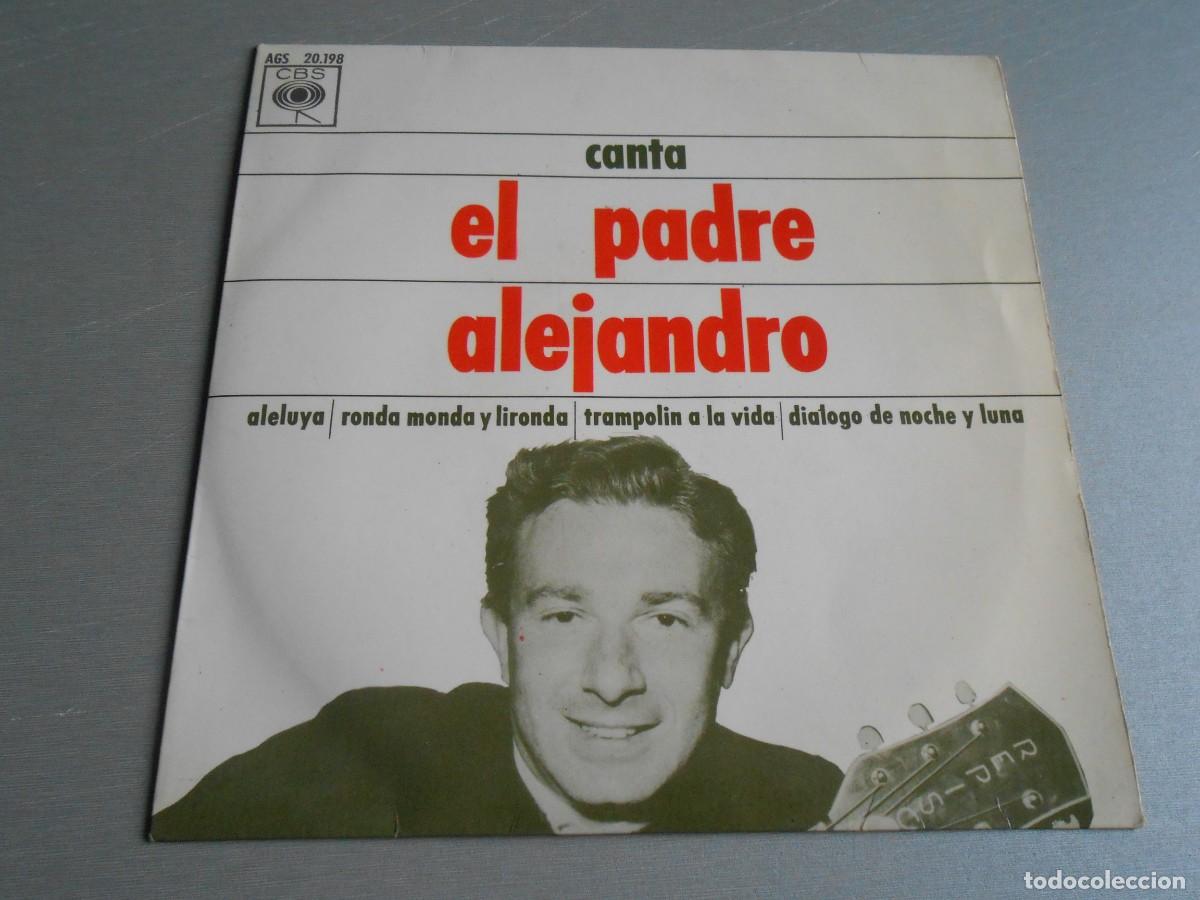 AGS 20.198
CBS
canta
el padre
alejandro
aleluya | ronda monda y lironda | trampolin a la vida | dialogo de noche y luna
REPISO
todocoleccion